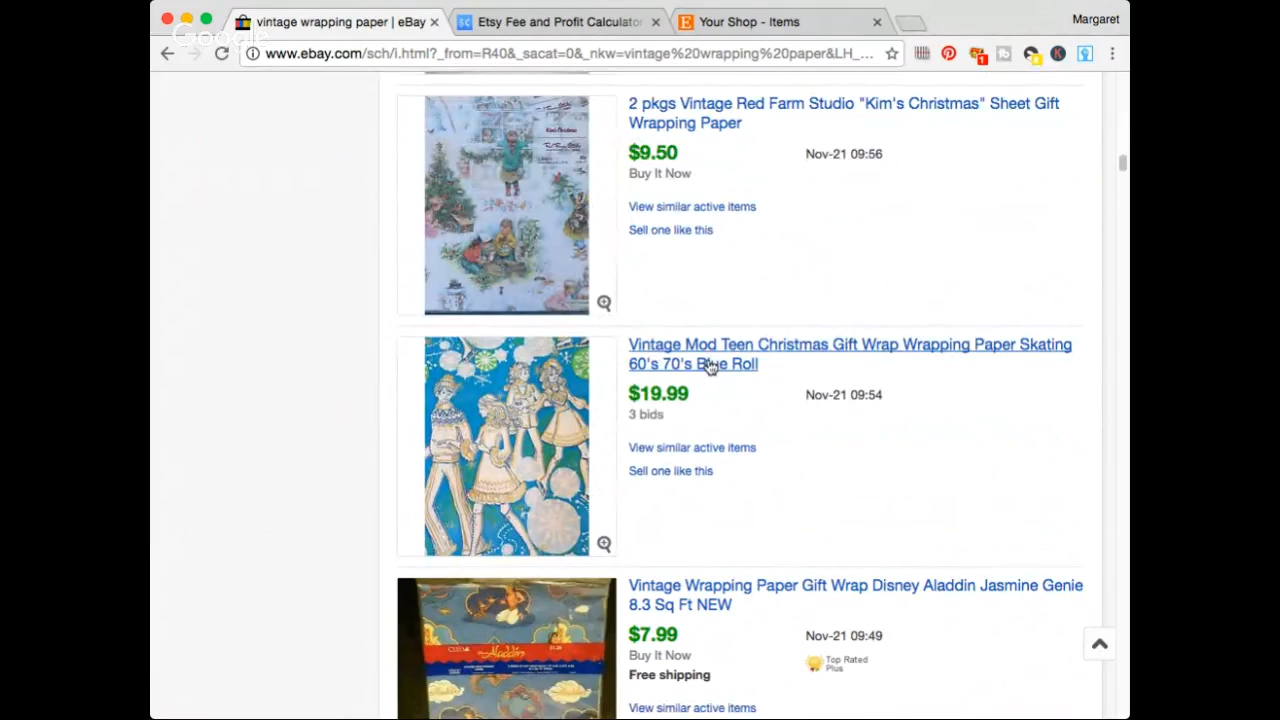 vintage wrapping paper | eBay
Etsy Fee and Profit Calculator
Your Shop - Items
Margaret
Google
www.ebay.com/sch/i.html?_from=R40&_sacat=0&_nkw=vintage%20wrapping%20paper&LH_...
2 pkgs Vintage Red Farm Studio "Kim's Christmas" Sheet Gift
Wrapping Paper
$9.50
Nov-21 09:56
Buy It Now
View similar active items
Sell one like this
Vintage Mod Teen Christmas Gift Wrap Wrapping Paper Skating
60's 70's Blue Roll
$19.99
Nov-21 09:54
3 bids
View similar active items
Sell one like this
Vintage Wrapping Paper Gift Wrap Disney Aladdin Jasmine Genie
8.3 Sq Ft NEW
$7.99
Nov-21 09:49
Buy It Now
Top Rated
Plus
Free shipping
View similar active items
Aladdin